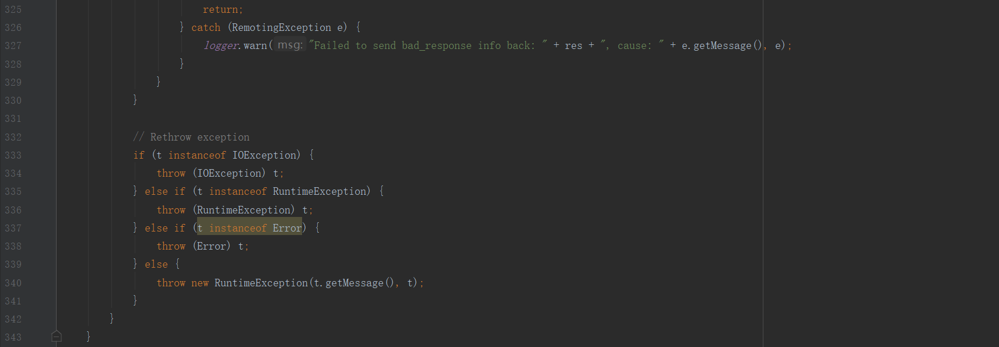 325 return;
326 } catch (RemotingException e) {
327 logger.warn( msg: "Failed to send bad_response info back: " + res + ", cause: " + e.getMessage(), e);
328 }
329 }
330 }
331
332 // Rethrow exception
333 if (t instanceof IOException) {
334 throw (IOException) t;
335 } else if (t instanceof RuntimeException) {
336 throw (RuntimeException) t;
337 } else if (t instanceof Error) {
338 throw (Error) t;
339 } else {
340 throw new RuntimeException(t.getMessage(), t);
341 }
342 }
343 }